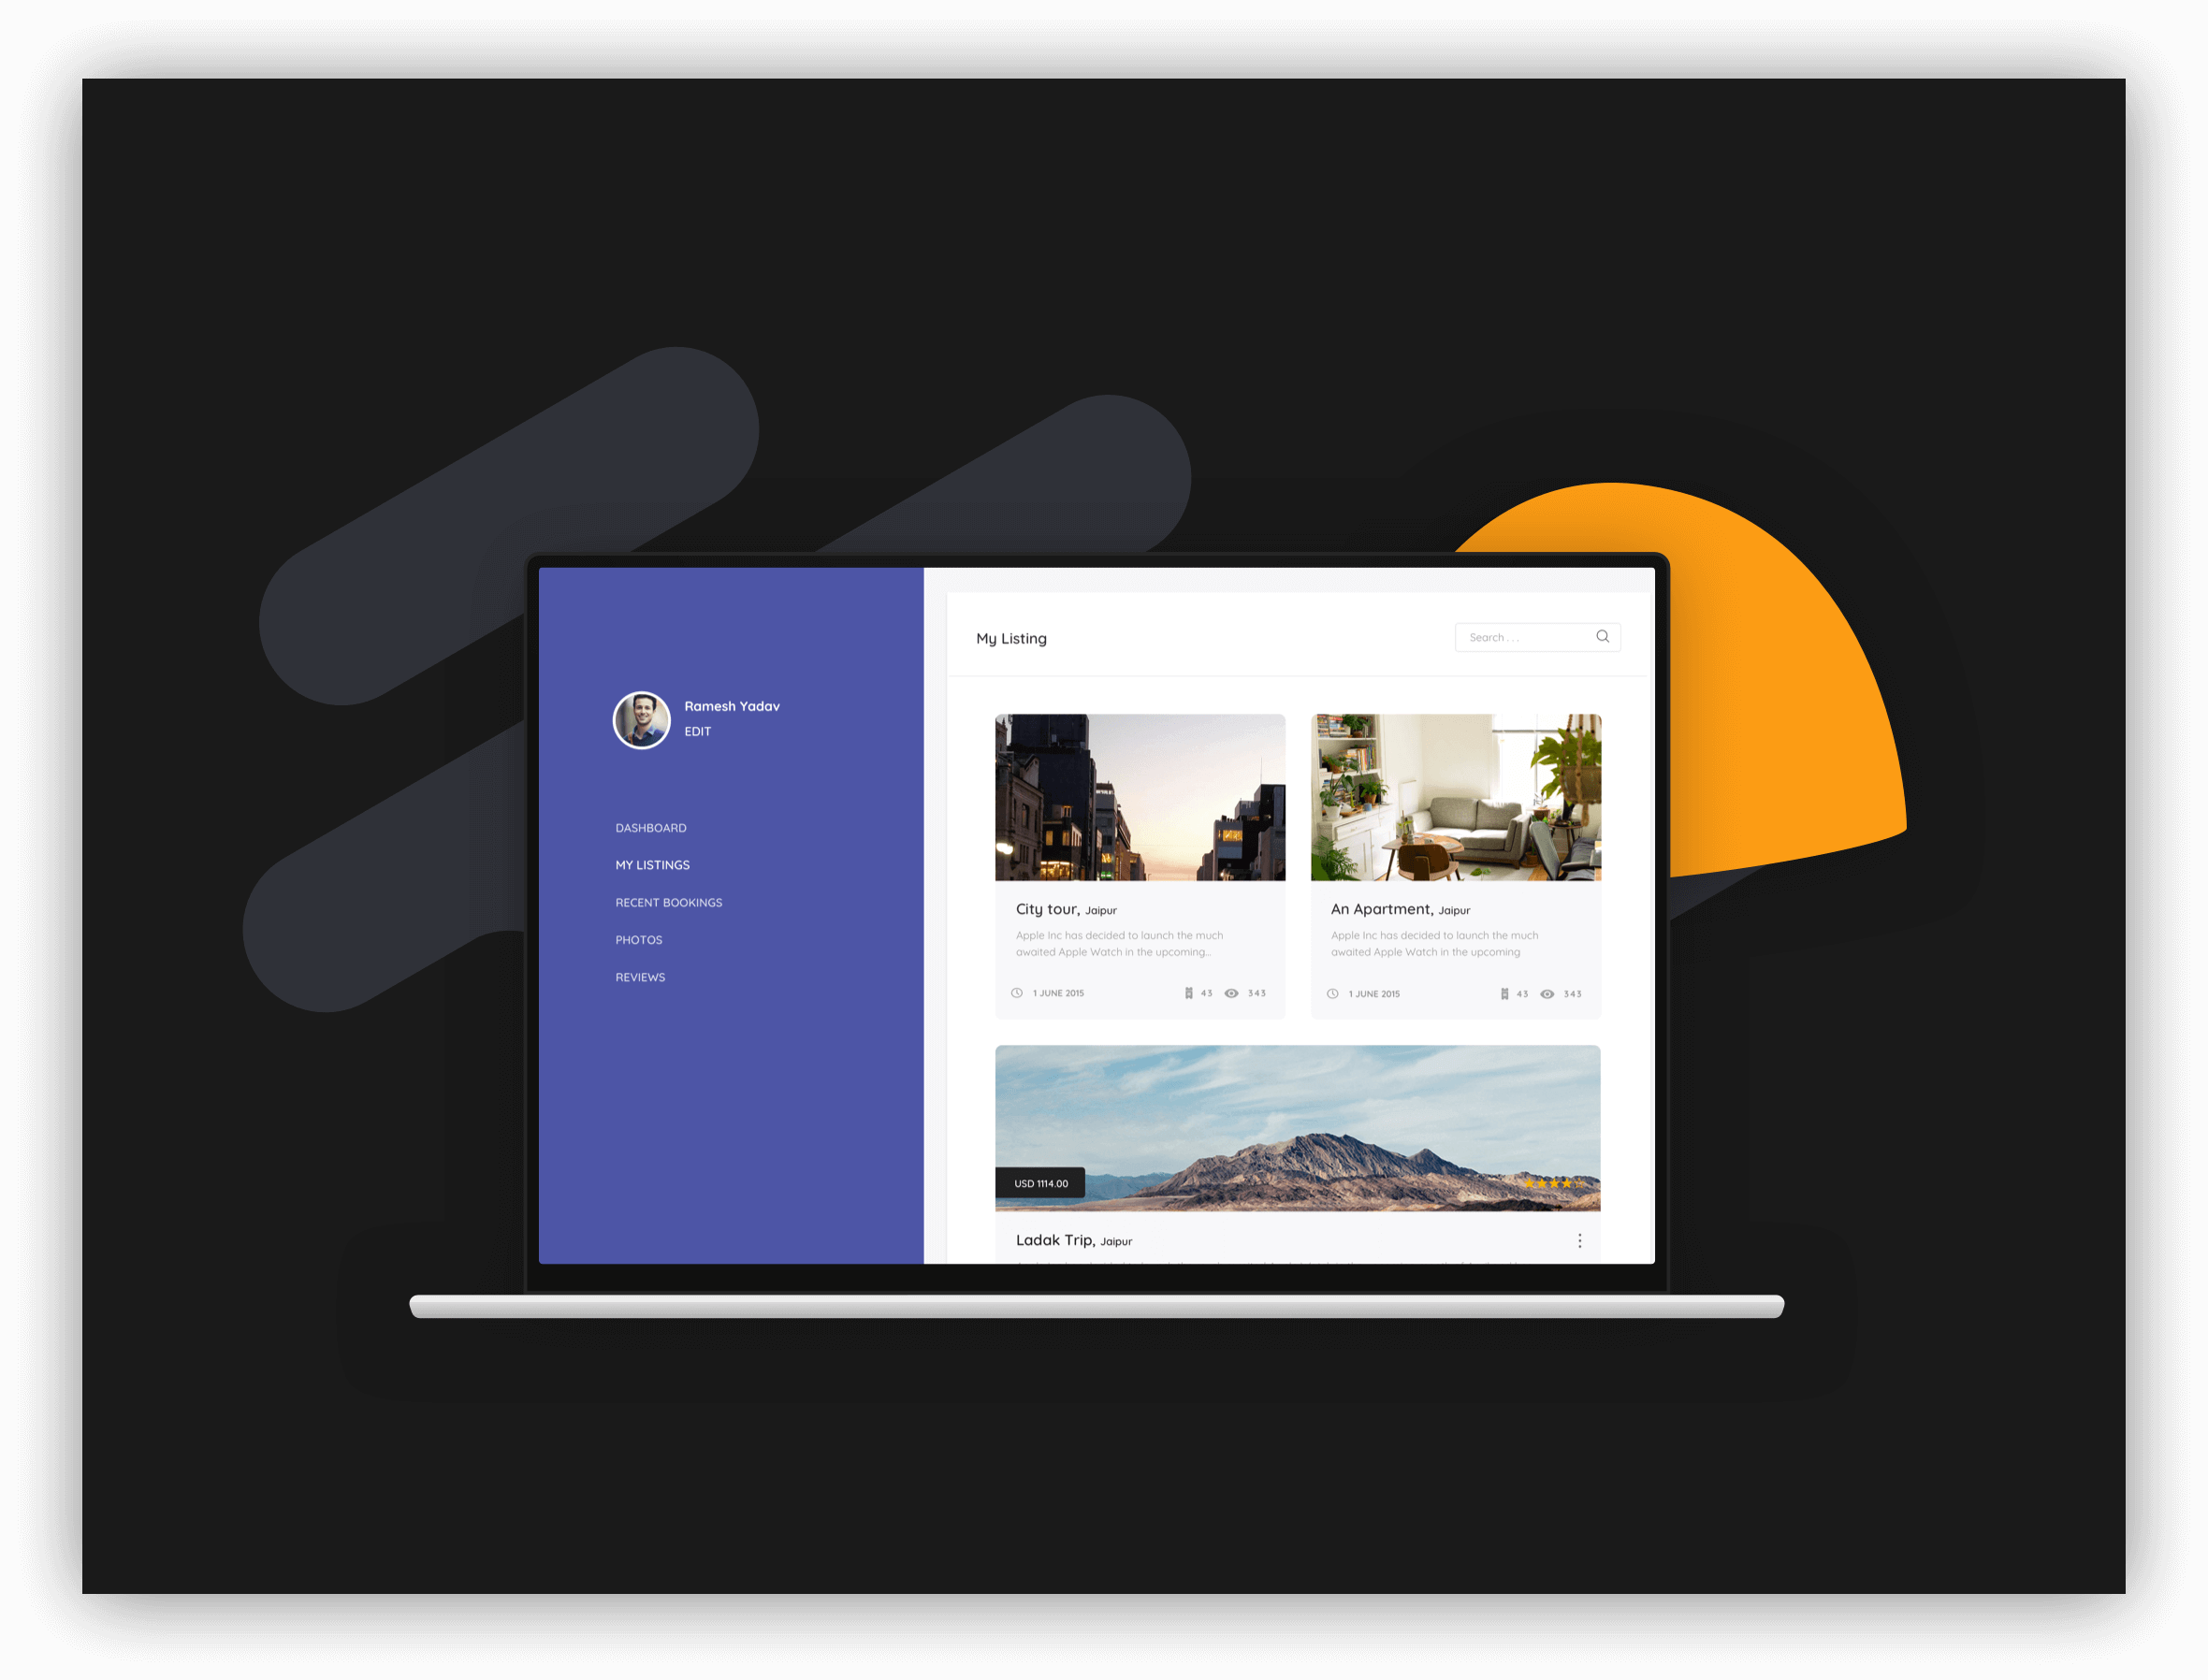 Ramesh Yadav
EDIT
DASHBOARD
MY LISTINGS
RECENT BOOKINGS
PHOTOS
REVIEWS
My Listing
Search . . .
City tour, Jaipur
Apple Inc has decided to launch the much
awaited Apple Watch in the upcoming...
1 JUNE 2015 43 343
An Apartment, Jaipur
Apple Inc has decided to launch the much
awaited Apple Watch in the upcoming
1 JUNE 2015 43 343
USD 1114.00
Ladak Trip, Jaipur